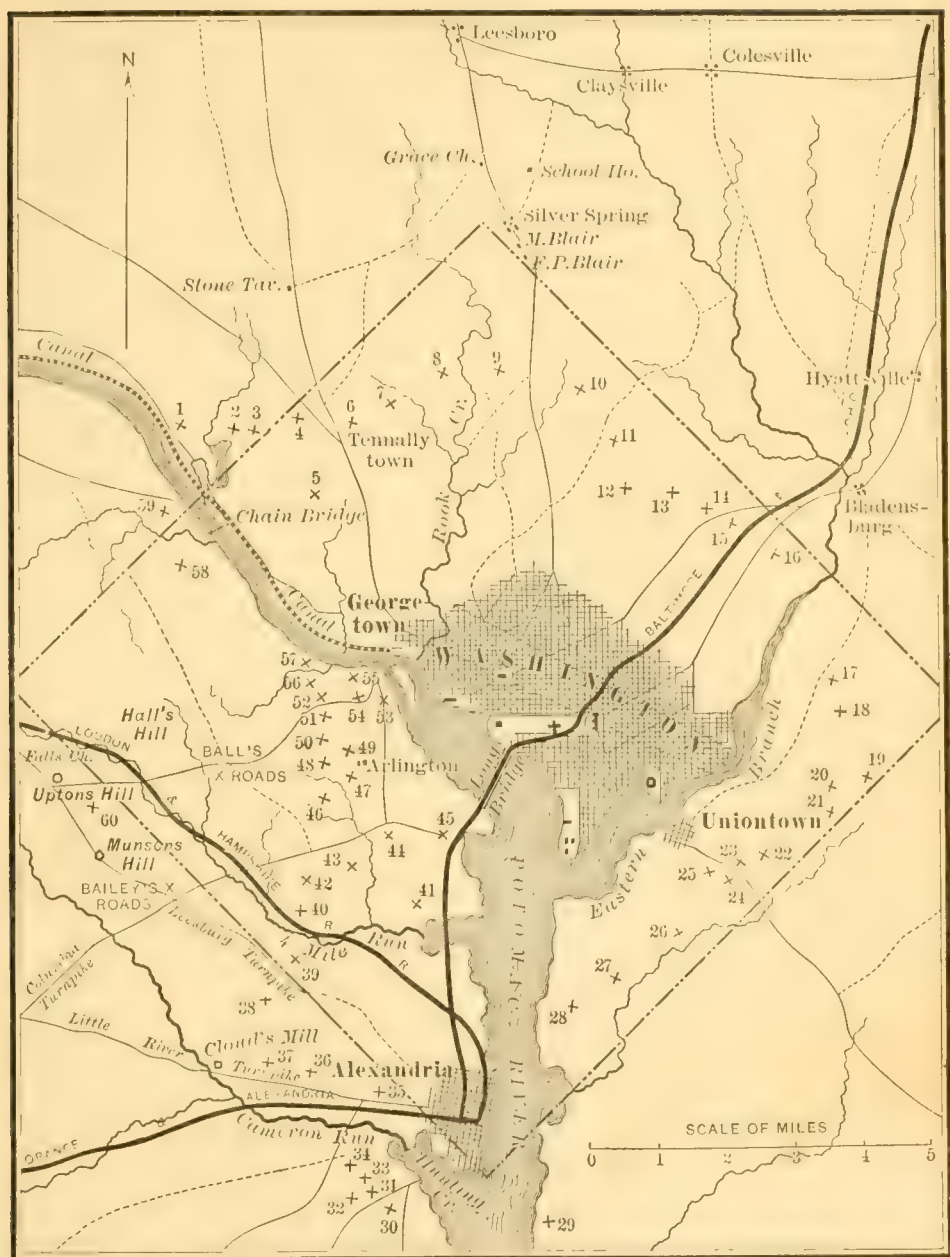 N
Leesboro
Colesville
Claysville
Grace Ch.
School Ho.
Silver Spring
M.Blair
F.P.Blair
Stone Tav.
Canal
Hyattsville
1
2
3
4
5
6
7
8
9
10
11
12
13
14
15
16
Tennally
town
Rock
Cr.
Chain Bridge
Bladens-
burg
59
58
Canal
George-
town
BALTIMORE
WASHINGTON
57
56
55
52
54
53
51
50
49
48
47
46
45
44
43
42
41
40
39
38
Hall's
Hill
LOUDON
&
HAMPSHIRE
R
R
Falls Ch.
BALL'S
X ROADS
Arlington
Long
Bridge
Uptons Hill
60
Munsons
Hill
BAILEY'S X
ROADS
Leesburg
Turnpike
Columbia
Turnpike
4
Mile
Run
17
18
19
20
21
Uniontown
22
23
24
25
26
27
28
Eastern
Branch
POTOMAC RIVER
Little
River
Turnpike
Cloud's Mill
37
36
Alexandria
35
ORANGE
&
ALEXANDRIA
Cameron Run
34
33
32
31
30
Hunting
Cr.
29
SCALE OF MILES
0 1 2 3 4 5